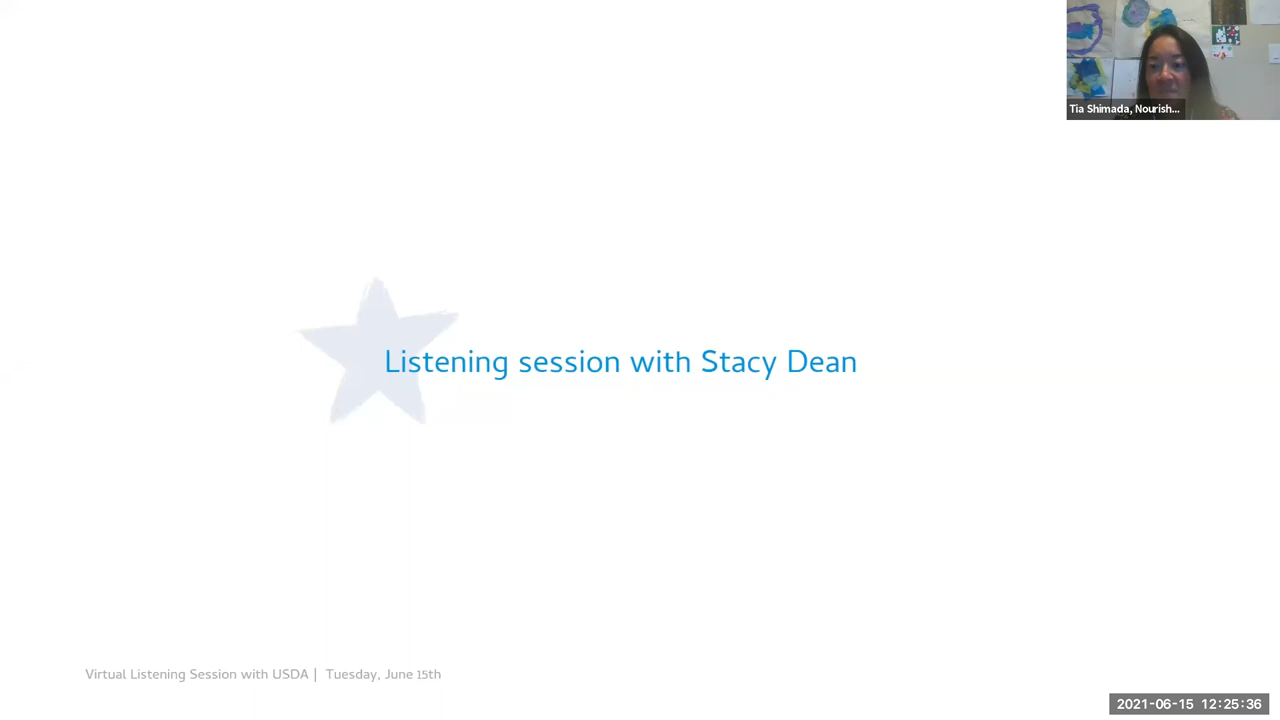 Tia Shimada, Nourish...
Listening session with Stacy Dean
Virtual Listening Session with USDA | Tuesday, June 15th
2021-06-15 12:25:36